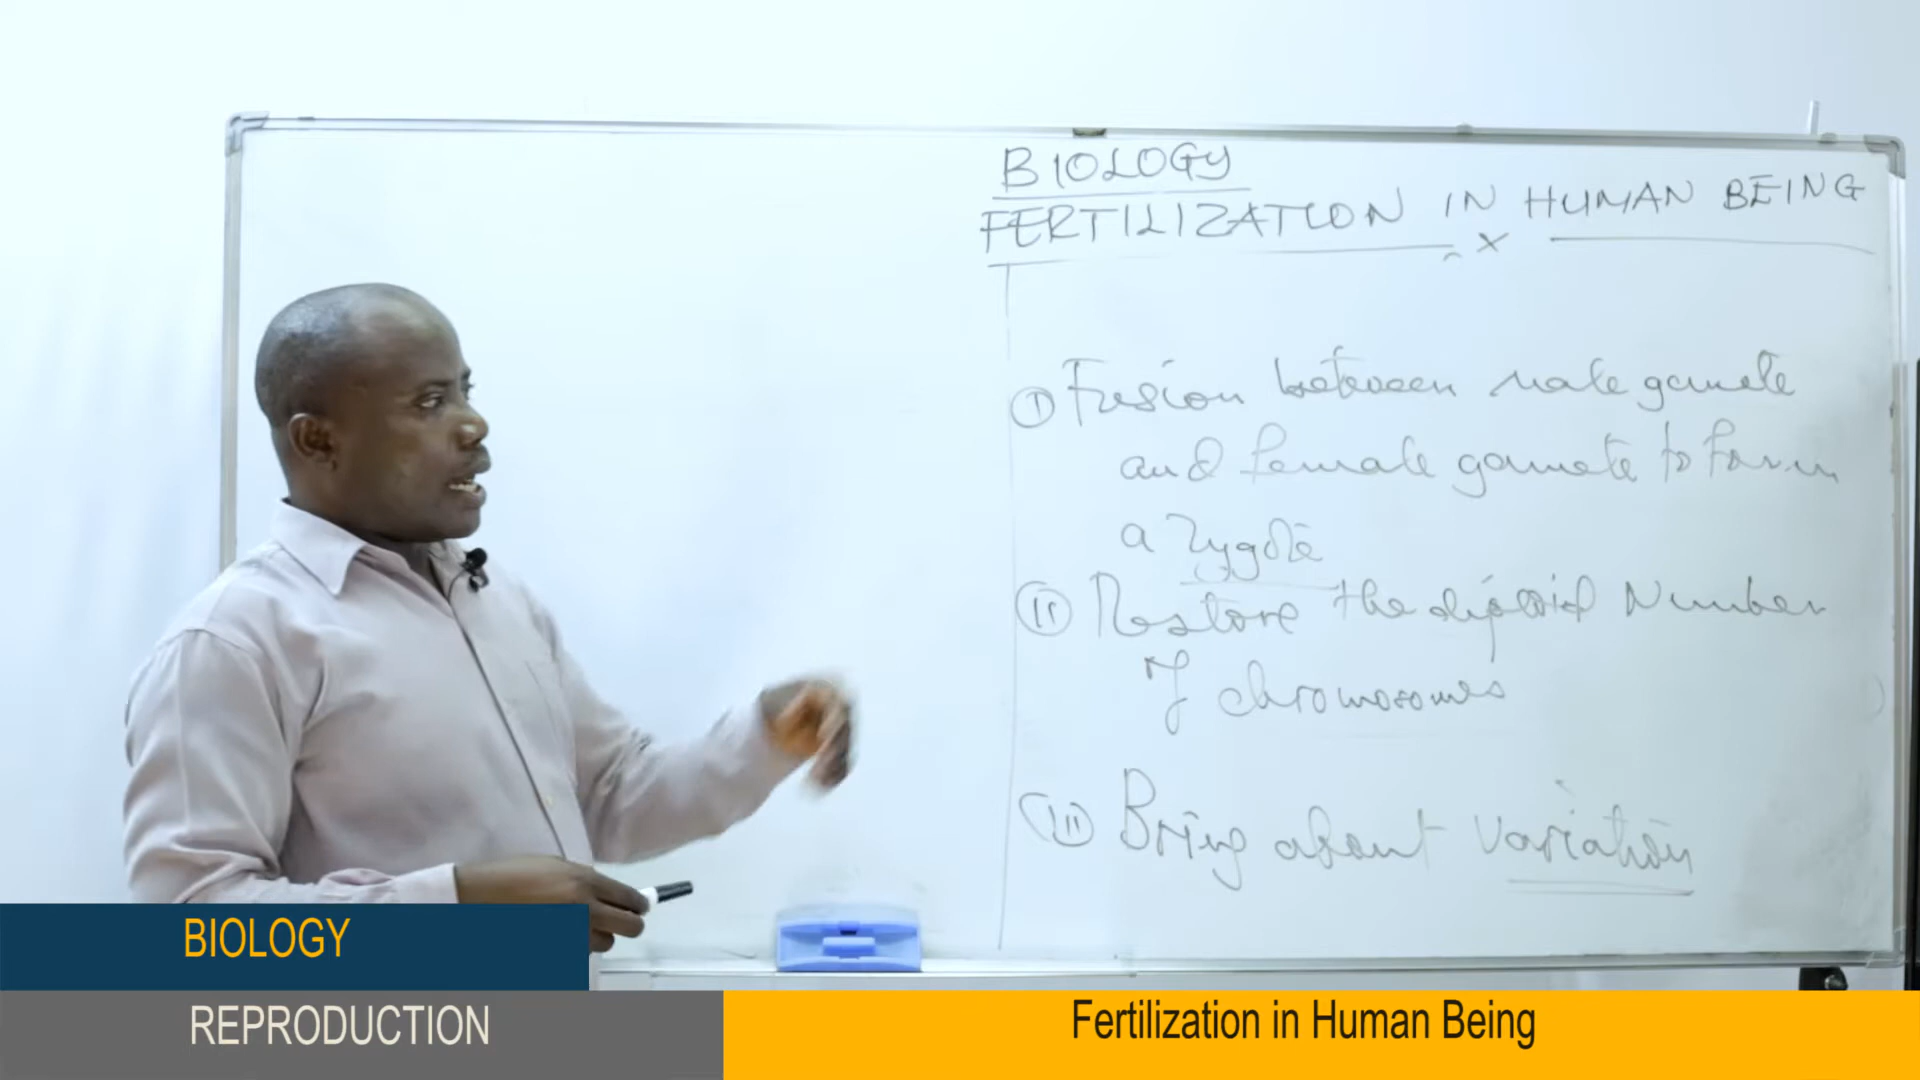 BIOLOGY
FERTILIZATION IN HUMAN BEING
I Fusion between male gamete
and female gamete to form
a Zygote
II Restore the diploid Number
of chromosomes
III Bring about variation
BIOLOGY
REPRODUCTION
Fertilization in Human Being